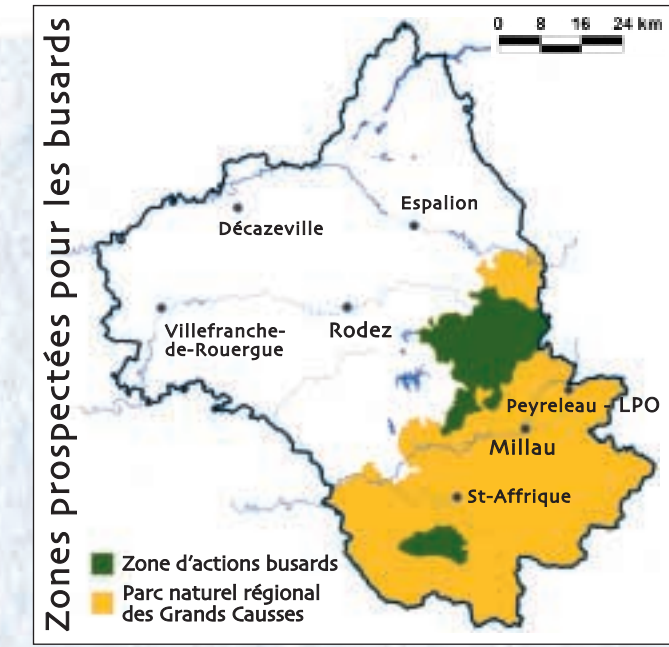 Zones prospectées pour les busards
0 8 16 24 km
Espalion
Décazeville
Villefranche-
de-Rouergue
Rodez
Peyreleau - LPO
Millau
St-Affrique
Zone d'actions busards
Parc naturel régional
des Grands Causses